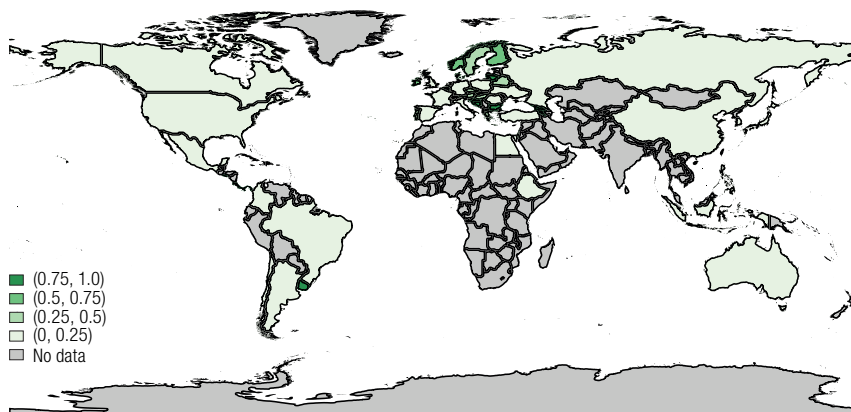 (0.75, 1.0)
(0.5, 0.75)
(0.25, 0.5)
(0, 0.25)
No data